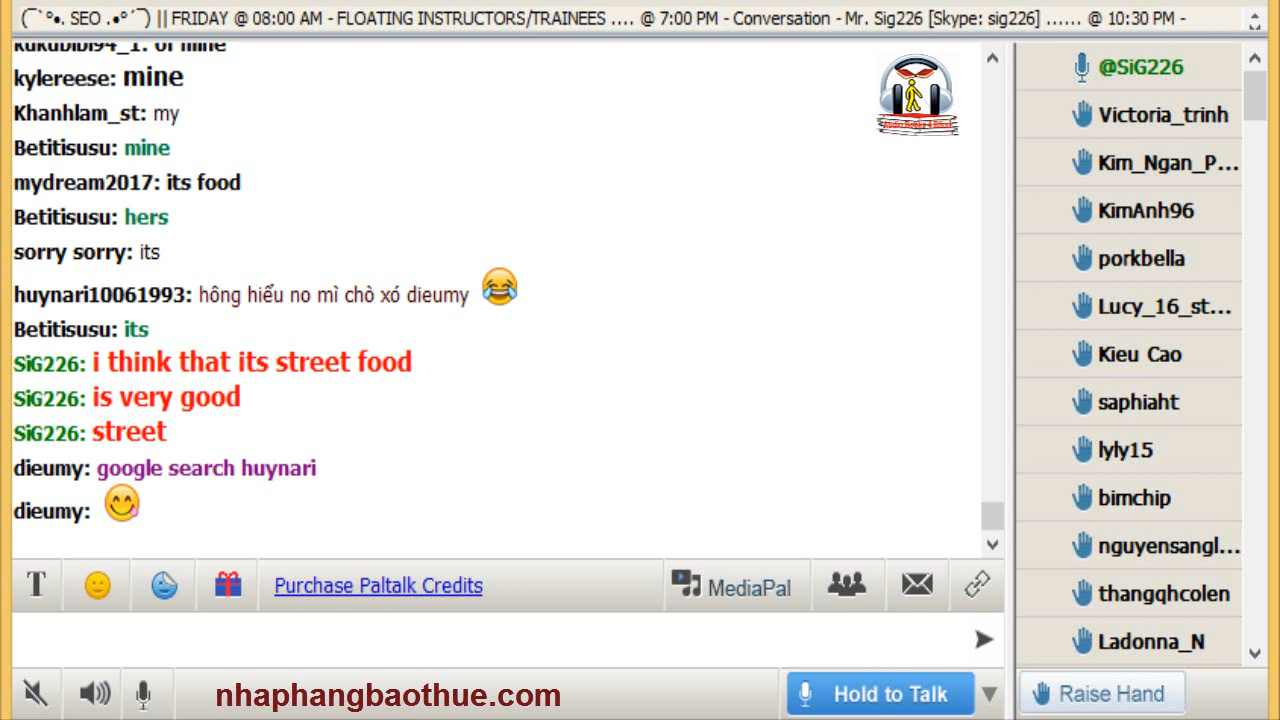 (¯`°•. SEO .•°´¯) || FRIDAY @ 08:00 AM - FLOATING INSTRUCTORS/TRAINEES .... @ 7:00 PM - Conversation - Mr. Sig226 [Skype: sig226] ...... @ 10:30 PM -
kukubibi94_1: of mine
kylereese: mine
Khanhlam_st: my
Betitisusu: mine
mydream2017: its food
Betitisusu: hers
sorry sorry: its
huynari10061993: hông hiểu no mì chò xó dieumy
Betitisusu: its
SiG226: i think that its street food
SiG226: is very good
SiG226: street
dieumy: google search huynari
dieumy:
T
Purchase Paltalk Credits
MediaPal
nhaphangbaothue.com
Hold to Talk
@SiG226
Victoria_trinh
Kim_Ngan_P...
KimAnh96
porkbella
Lucy_16_st...
Kieu Cao
saphiaht
lyly15
bimchip
nguyensangl...
thangqhcolen
Ladonna_N
Raise Hand